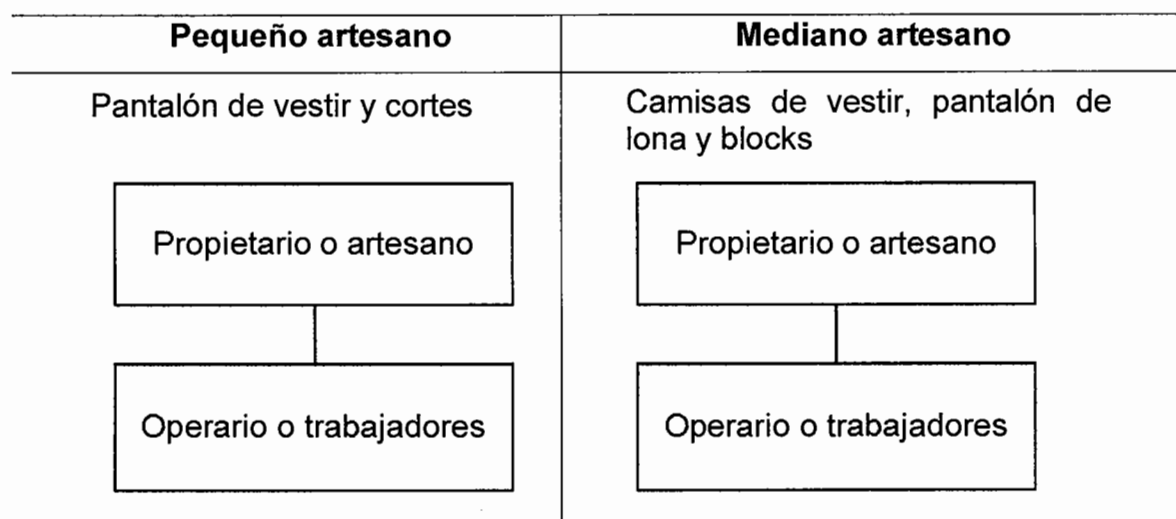 Pequeño artesano
Mediano artesano
Pantalón de vestir y cortes
Camisas de vestir, pantalón de
lona y blocks
Propietario o artesano
Propietario o artesano
Operario o trabajadores
Operario o trabajadores